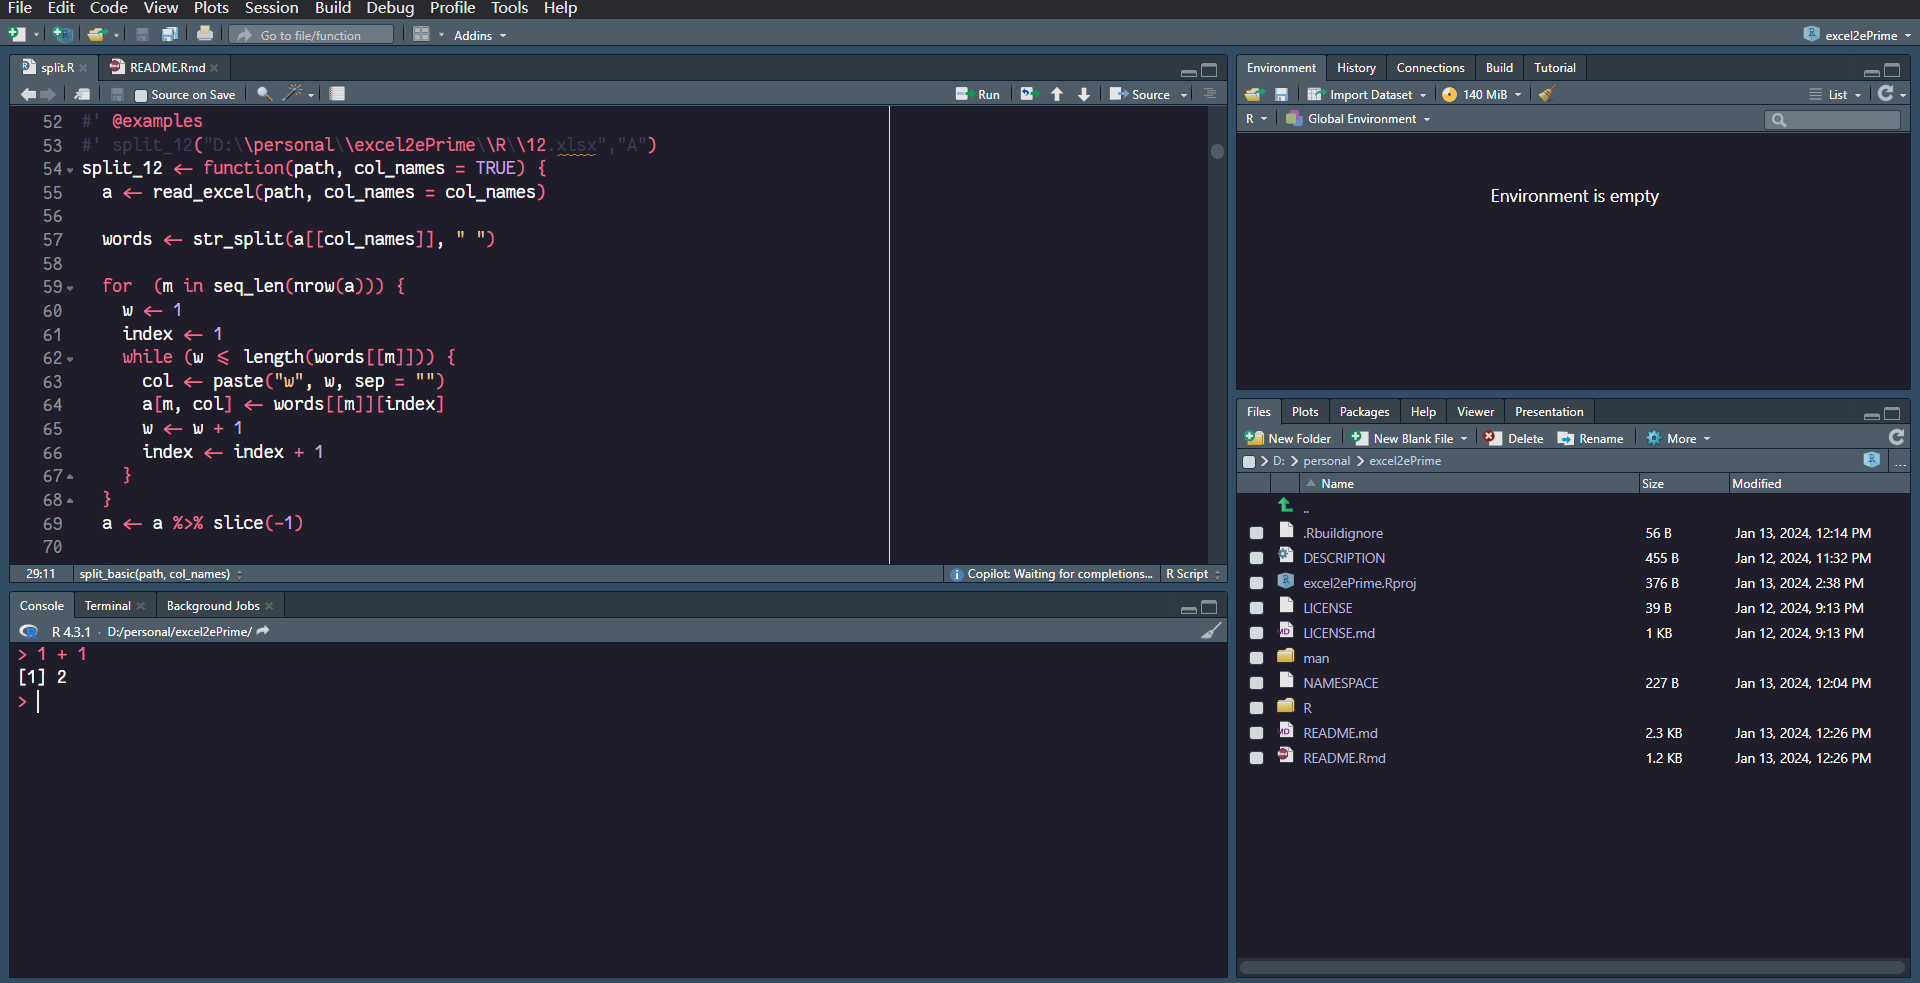 File Edit Code View Plots Session Build Debug Profile Tools Help
Go to file/function Addins excel2ePrime
split.R README.Rmd
Source on Save Run Source
52 #' @examples
53 #' split_12("D:\\personal\\excel2ePrime\\R\\12.xlsx","A")
54 split_12 <- function(path, col_names = TRUE) {
55 a <- read_excel(path, col_names = col_names)
56
57 words <- str_split(a[[col_names]], " ")
58
59 for (m in seq_len(nrow(a))) {
60 w <- 1
61 index <- 1
62 while (w <= length(words[[m]])) {
63 col <- paste("w", w, sep = "")
64 a[m, col] <- words[[m]][index]
65 w <- w + 1
66 index <- index + 1
67 }
68 }
69 a <- a %>% slice(-1)
70
29:11 split_basic(path, col_names) Copilot: Waiting for completions... R Script
Console Terminal Background Jobs
R 4.3.1 · D:/personal/excel2ePrime/
> 1 + 1
[1] 2
>
Environment History Connections Build Tutorial
Import Dataset 140 MiB List
R Global Environment
Environment is empty
Files Plots Packages Help Viewer Presentation
New Folder New Blank File Delete Rename More
D: personal excel2ePrime R ...
Name Size Modified
..
.Rbuildignore 56 B Jan 13, 2024, 12:14 PM
DESCRIPTION 455 B Jan 12, 2024, 11:32 PM
excel2ePrime.Rproj 376 B Jan 13, 2024, 2:38 PM
LICENSE 39 B Jan 12, 2024, 9:13 PM
LICENSE.md 1 KB Jan 12, 2024, 9:13 PM
man
NAMESPACE 227 B Jan 13, 2024, 12:04 PM
R
README.md 2.3 KB Jan 13, 2024, 12:26 PM
README.Rmd 1.2 KB Jan 13, 2024, 12:26 PM